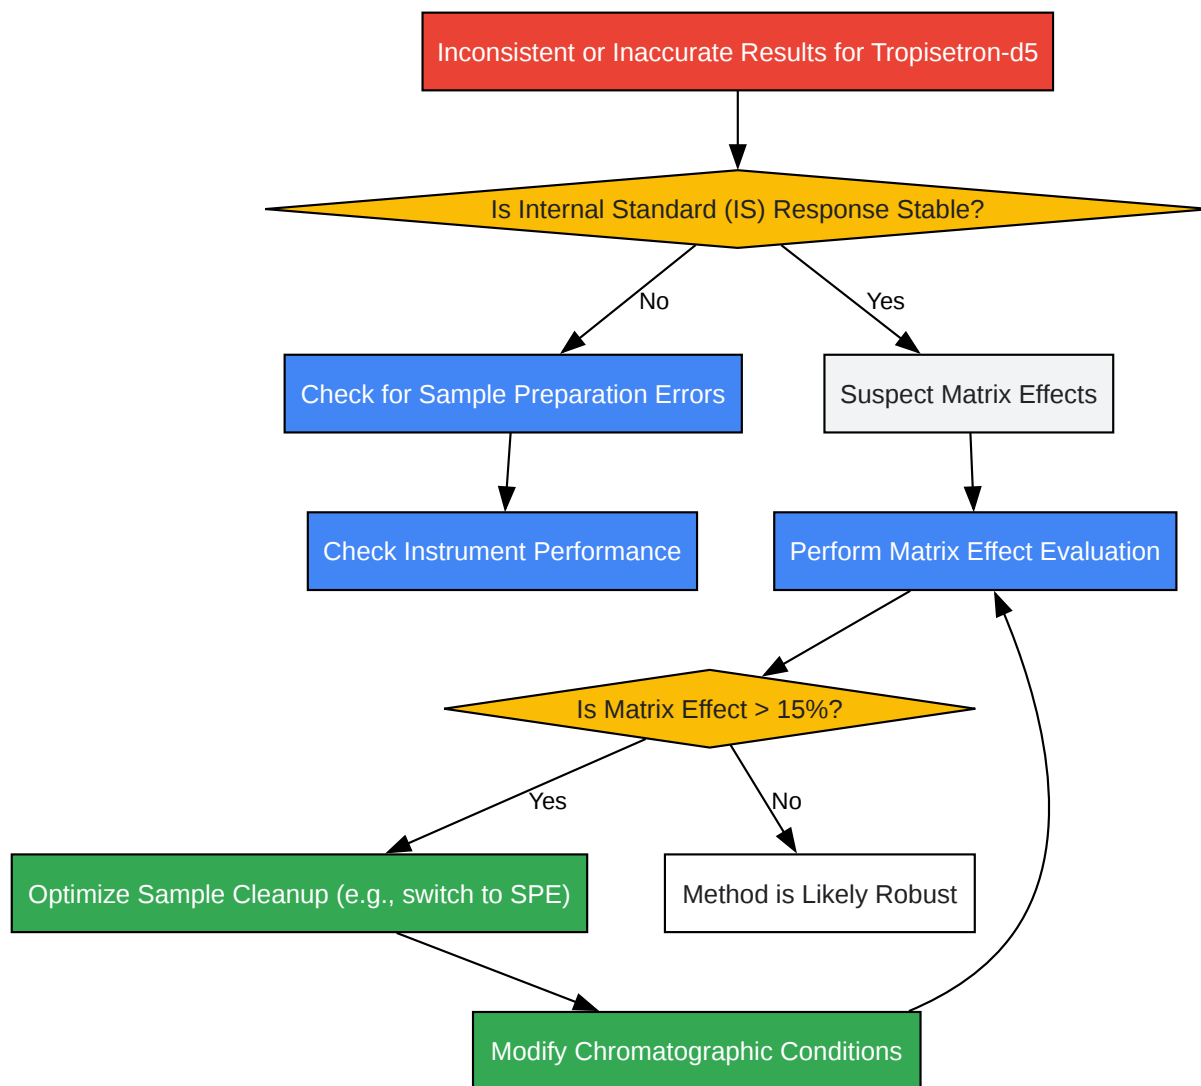 Inconsistent or Inaccurate Results for Tropisetron-d5
Is Internal Standard (IS) Response Stable?
No
Yes
Check for Sample Preparation Errors
Suspect Matrix Effects
Check Instrument Performance
Perform Matrix Effect Evaluation
Is Matrix Effect > 15%?
Yes
No
Optimize Sample Cleanup (e.g., switch to SPE)
Method is Likely Robust
Modify Chromatographic Conditions